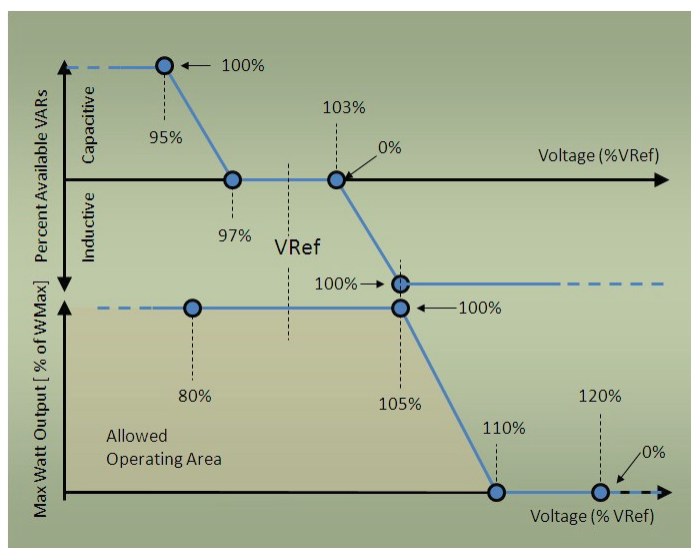 100%
95%
103%
0%
Voltage (%VRef)
97%
VRef
100%
Percent Available VARs
Capacitive
Inductive
100%
80%
105%
110%
120%
0%
Allowed
Operating Area
Max Watt Output [ % of WMax]
Voltage (% VRef)